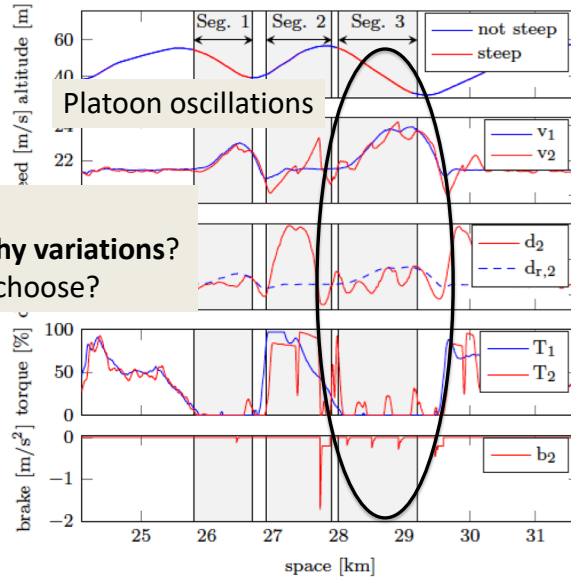 Seg. 1 Seg. 2 Seg. 3
60
40
altitude [m]
not steep
steep
Platoon oscillations
24
22
[m/s]
v₁
v₂
hy variations?
choose?
d₂
d_r,2
100
50
0
torque [%]
T₁
T₂
0
−1
−2
brake [m/s²]
b₂
25 26 27 28 29 30 31
space [km]